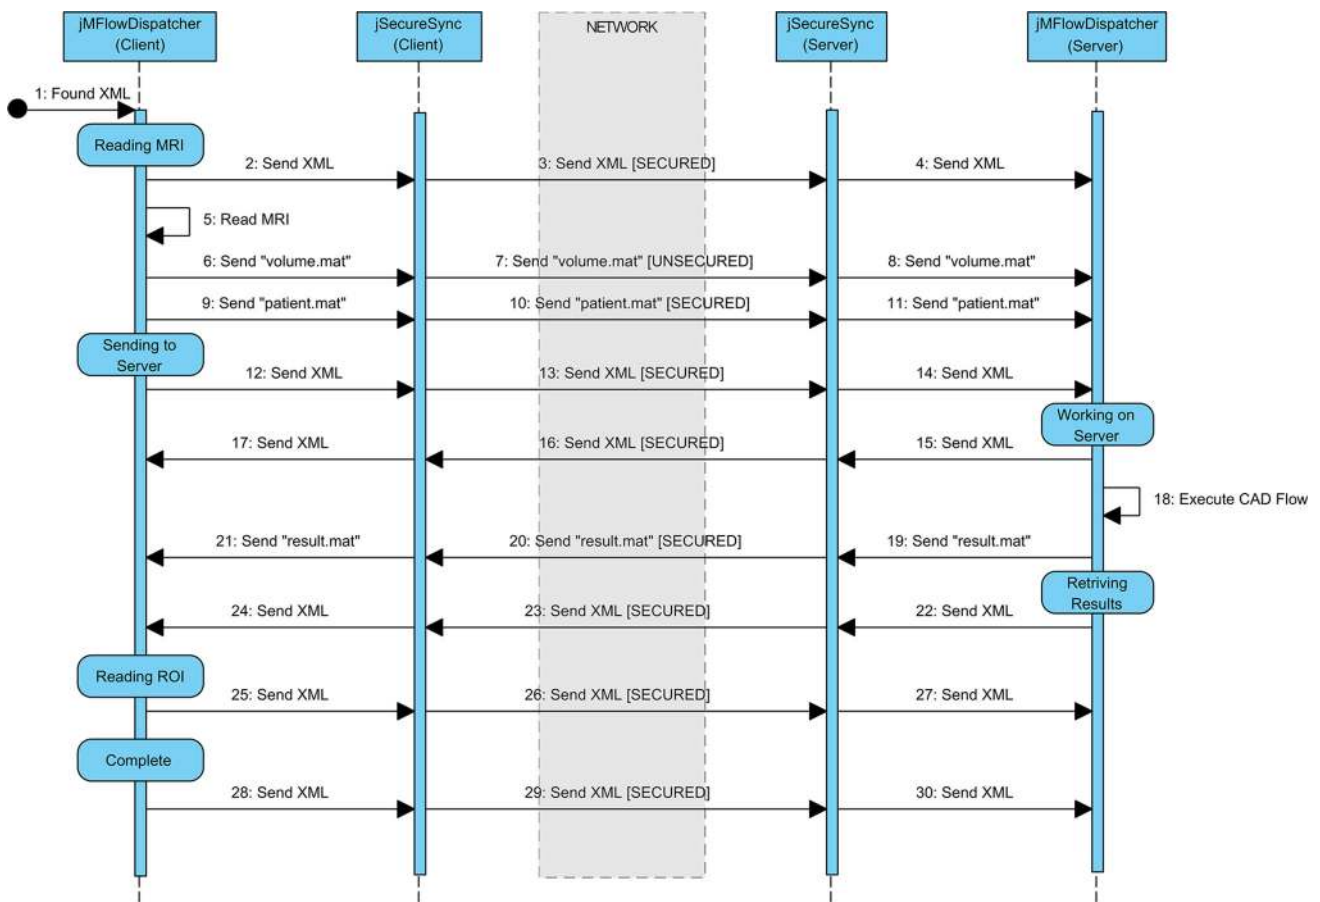 jMFlowDispatcher
(Client)
jSecureSync
(Client)
NETWORK
jSecureSync
(Server)
jMFlowDispatcher
(Server)
1: Found XML
Reading MRI
2: Send XML
3: Send XML [SECURED]
4: Send XML
5: Read MRI
6: Send "volume.mat"
7: Send "volume.mat" [UNSECURED]
8: Send "volume.mat"
9: Send "patient.mat"
10: Send "patient.mat" [SECURED]
11: Send "patient.mat"
Sending to
Server
12: Send XML
13: Send XML [SECURED]
14: Send XML
Working on
Server
17: Send XML
16: Send XML [SECURED]
15: Send XML
18: Execute CAD Flow
21: Send "result.mat"
20: Send "result.mat" [SECURED]
19: Send "result.mat"
Retriving
Results
24: Send XML
23: Send XML [SECURED]
22: Send XML
Reading ROI
25: Send XML
26: Send XML [SECURED]
27: Send XML
Complete
28: Send XML
29: Send XML [SECURED]
30: Send XML